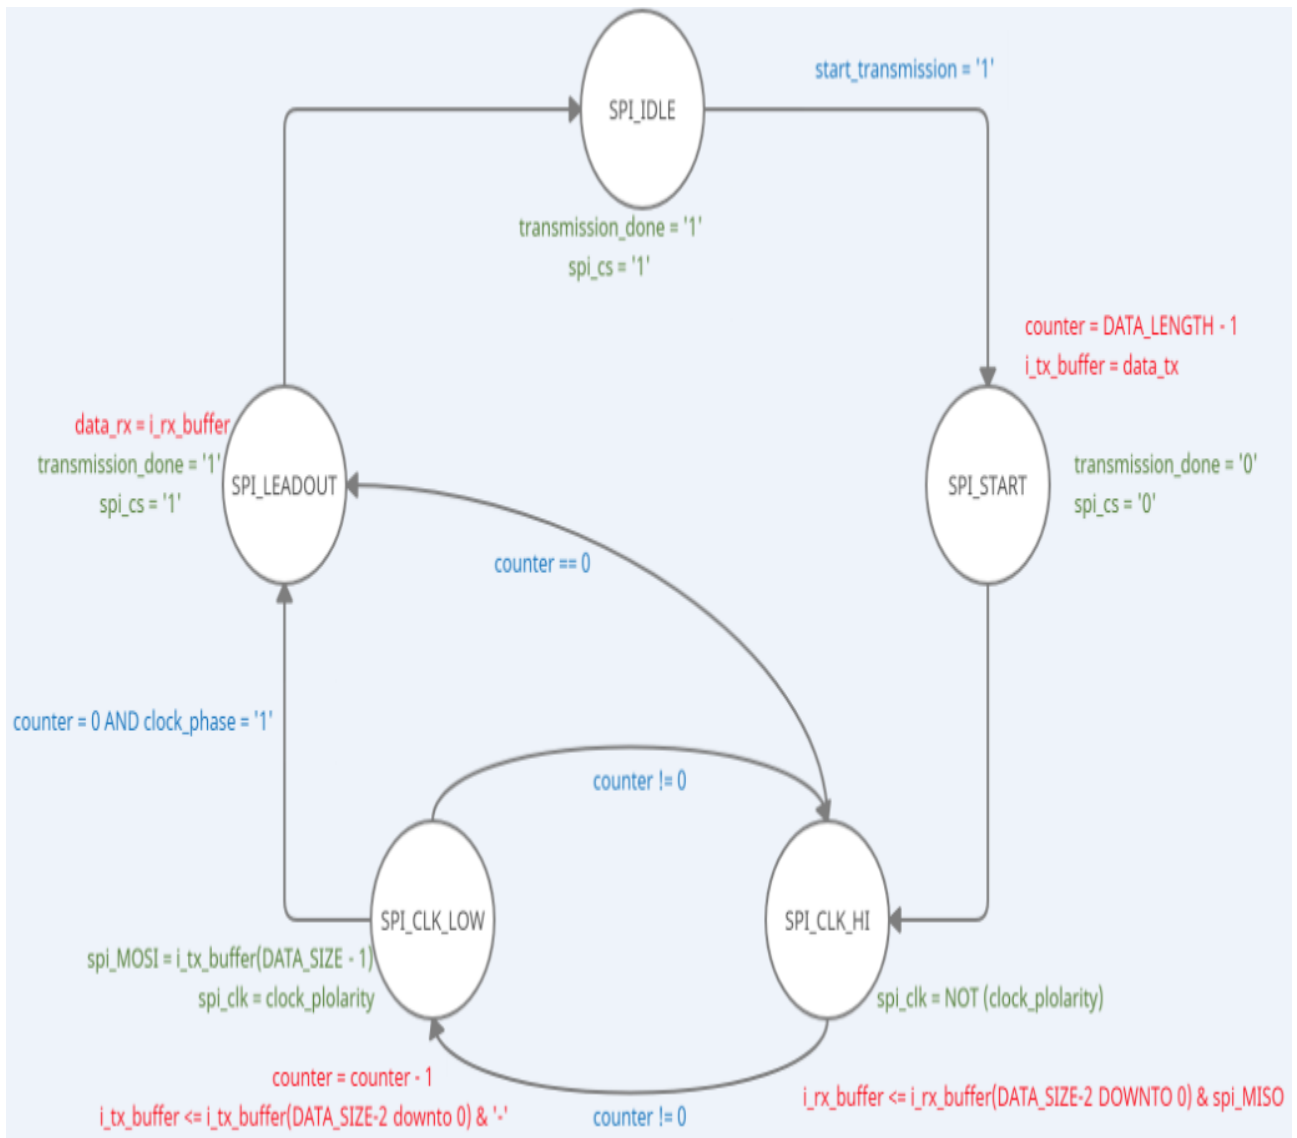 start_transmission = '1'
SPI_IDLE
transmission_done = '1'
spi_cs = '1'
counter = DATA_LENGTH - 1
i_tx_buffer = data_tx
data_rx = i_rx_buffer
transmission_done = '1'
spi_cs = '1'
SPI_LEADOUT
SPI_START
transmission_done = '0'
spi_cs = '0'
counter == 0
counter = 0 AND clock_phase = '1'
counter != 0
SPI_CLK_LOW
SPI_CLK_HI
spi_MOSI = i_tx_buffer(DATA_SIZE - 1)
spi_clk = clock_plolarity
spi_clk = NOT (clock_plolarity)
counter = counter - 1
i_tx_buffer <= i_tx_buffer(DATA_SIZE-2 downto 0) & '-'
counter != 0
i_rx_buffer <= i_rx_buffer(DATA_SIZE-2 DOWNTO 0) & spi_MISO